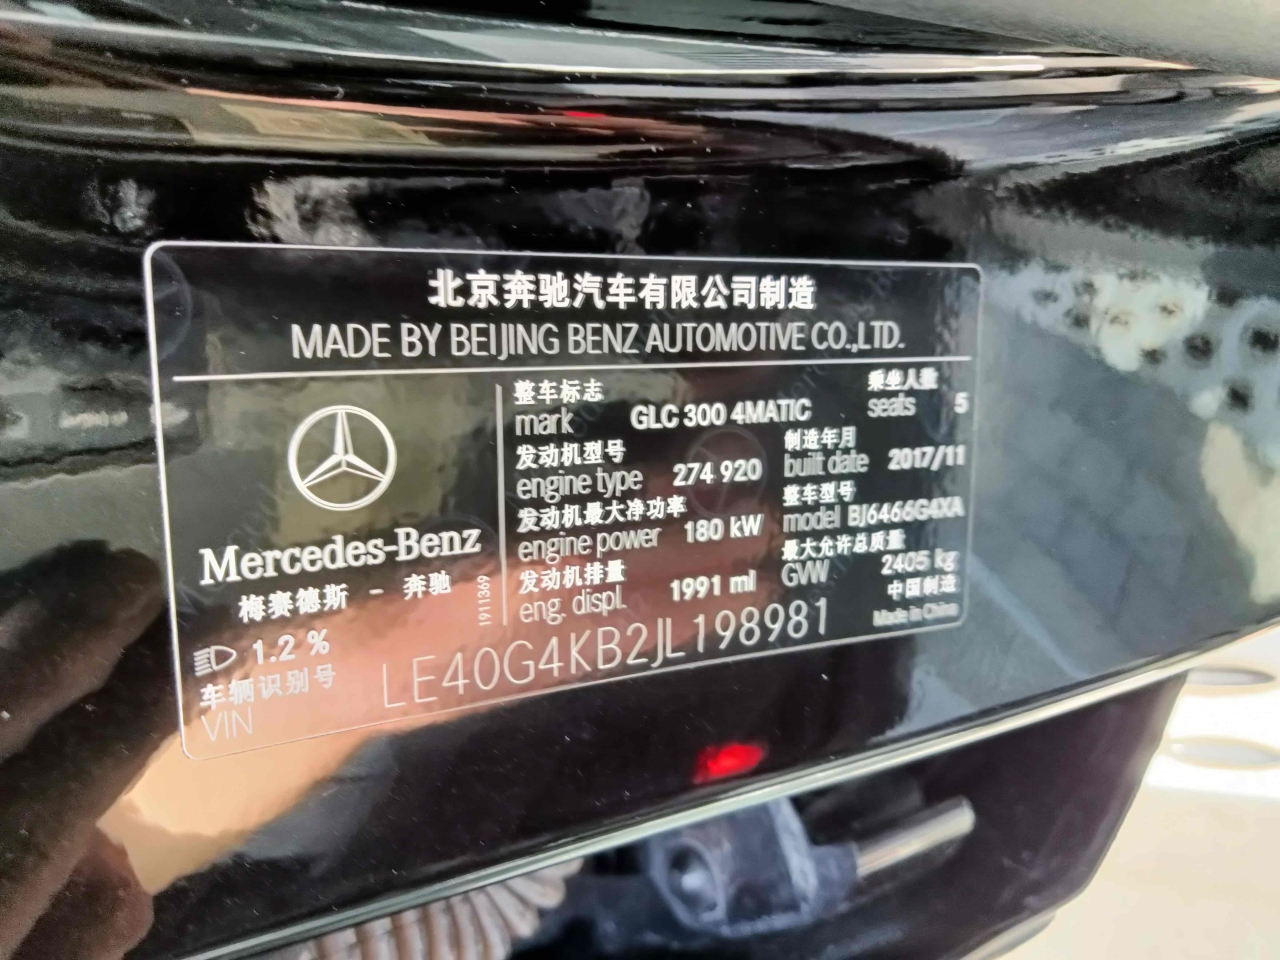 北京奔驰汽车有限公司制造
MADE BY BEIJING BENZ AUTOMOTIVE CO.,LTD.
Mercedes-Benz
梅赛德斯 - 奔驰
1911369
1.2 %
整车标志
mark GLC 300 4MATIC
乘坐人数
seats 5
发动机型号
engine type 274 920
制造年月
built date 2017/11
发动机最大净功率
engine power 180 kW
整车型号
model BJ6466G4XA
发动机排量
eng. displ. 1991 ml
最大允许总质量
GVW 2405 kg
中国制造
Made in China
车辆识别号
VIN LE40G4KB2JL198981